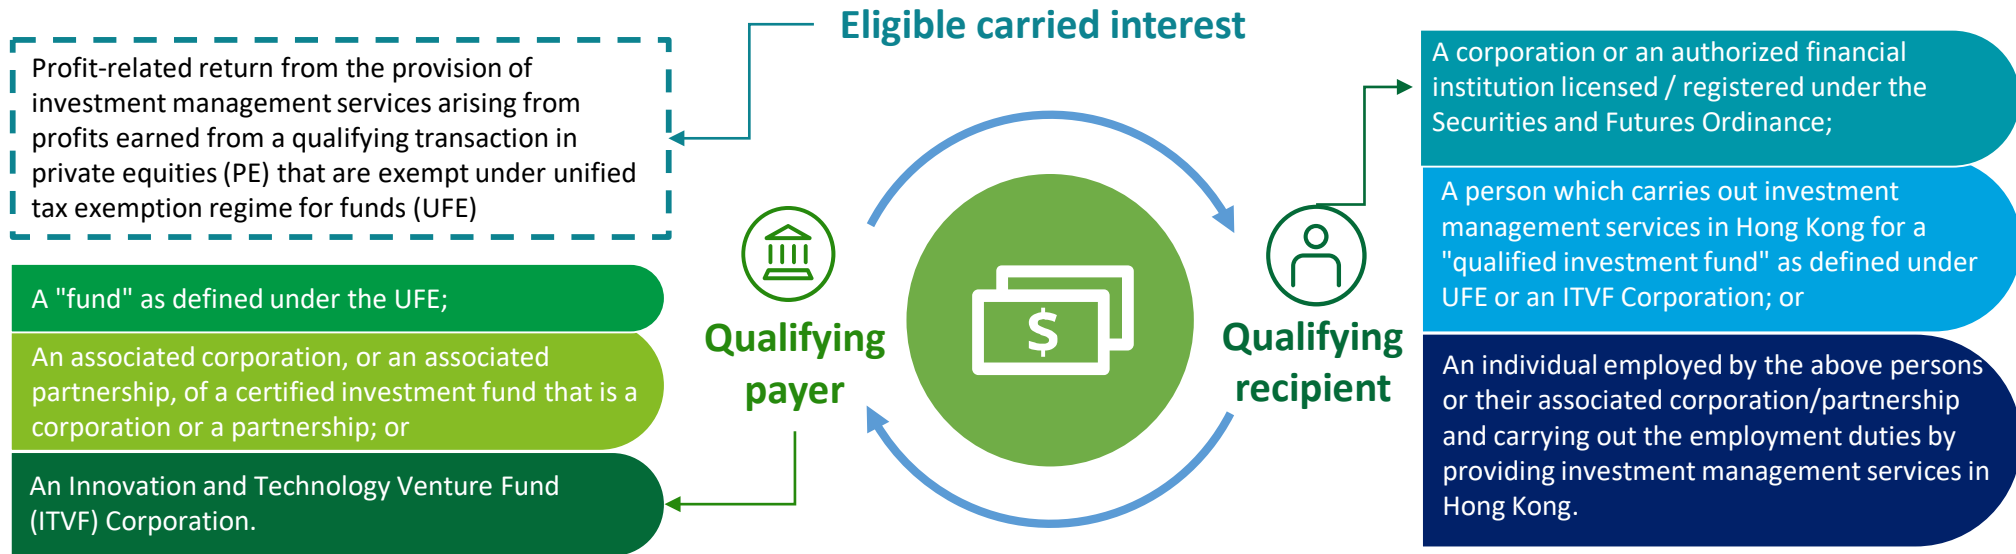 Eligible carried interest
Profit-related return from the provision of
investment management services arising from
profits earned from a qualifying transaction in
private equities (PE) that are exempt under unified
tax exemption regime for funds (UFE)
A "fund" as defined under the UFE;
An associated corporation, or an associated
partnership, of a certified investment fund that is a
corporation or a partnership; or
An Innovation and Technology Venture Fund
(ITVF) Corporation.
Qualifying
payer
$
Qualifying
recipient
A corporation or an authorized financial
institution licensed / registered under the
Securities and Futures Ordinance;
A person which carries out investment
management services in Hong Kong for a
"qualified investment fund" as defined under
UFE or an ITVF Corporation; or
An individual employed by the above persons
or their associated corporation/partnership
and carrying out the employment duties by
providing investment management services in
Hong Kong.